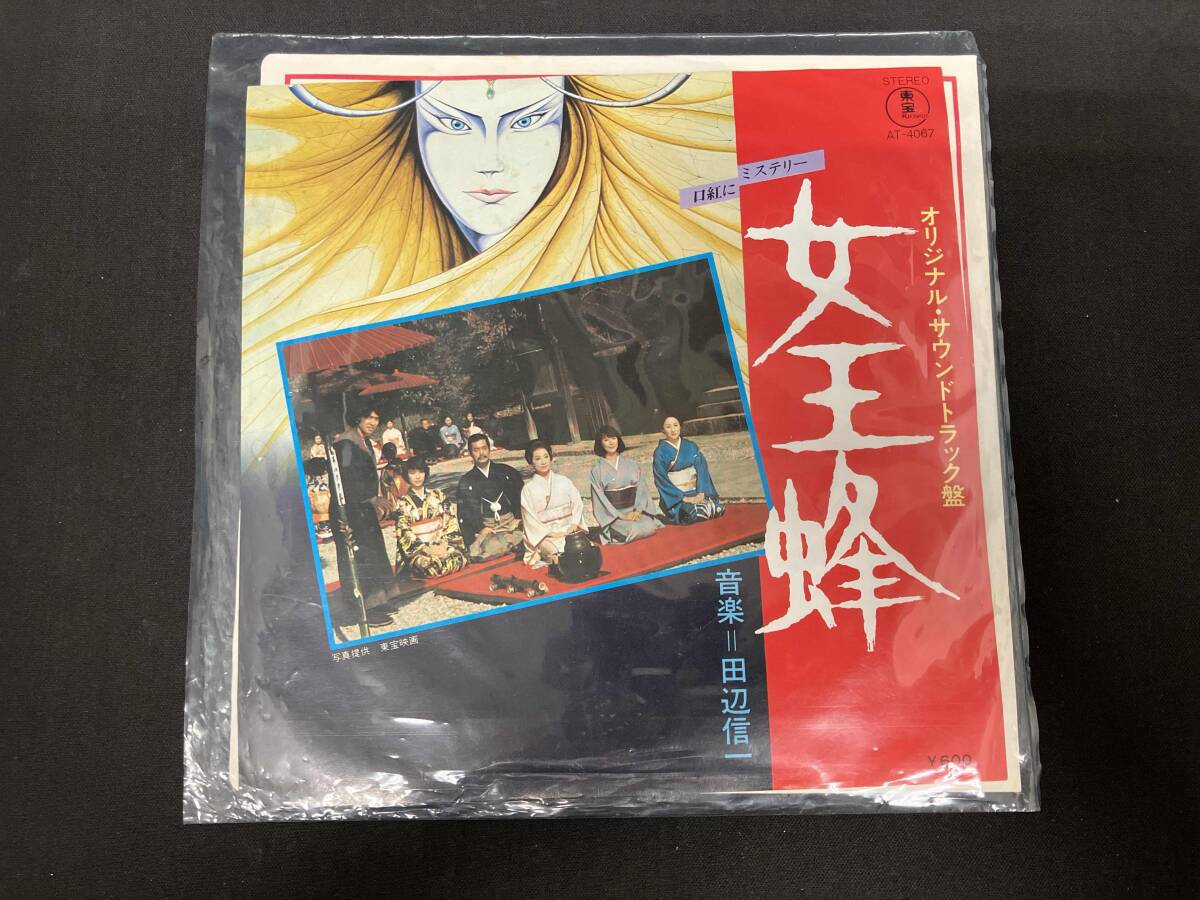 STEREO
東宝
RECORDS
AT-4067
口紅にミステリー
女王蜂
オリジナル・サウンドトラック盤
音楽=田辺信一
写真提供 東宝映画
¥600